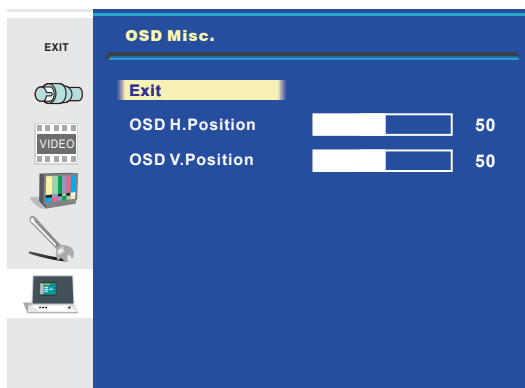 EXIT
OSD Misc.
Exit
OSD H.Position 50
VIDEO
OSD V.Position 50